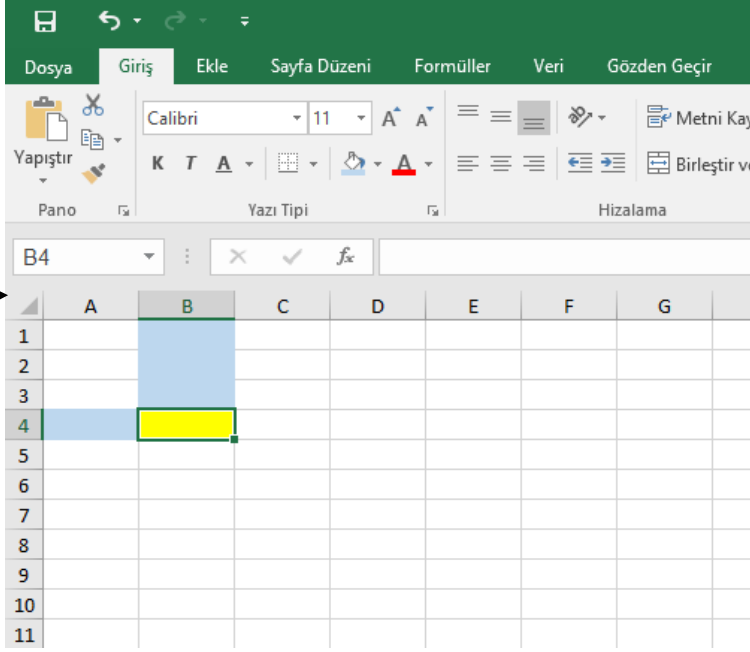 Dosya Giriş Ekle Sayfa Düzeni Formüller Veri Gözden Geçir
Calibri 11 A A Metni Kay
Yapıştır K T A A Birleştir ve
Pano Yazı Tipi Hizalama
B4 fx
A B C D E F G
1
2
3
4
5
6
7
8
9
10
11